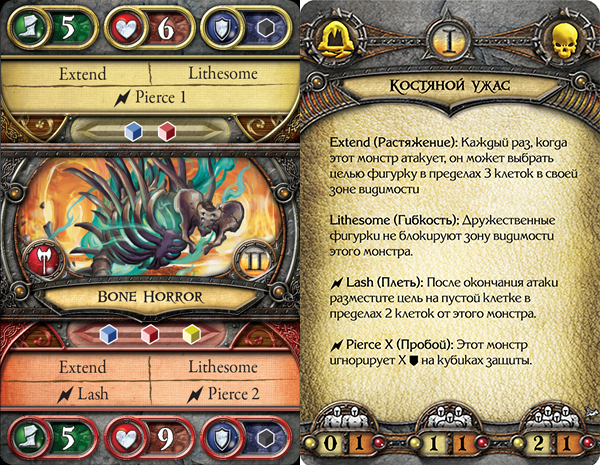 5 6
Extend Lithesome
Pierce 1
II
BONE HORROR
Extend Lithesome
Lash Pierce 2
5 9
I
Костяной ужас
Extend (Растяжение): Каждый раз, когда
этот монстр атакует, он может выбрать
целью фигурку в пределах 3 клеток в своей
зоне видимости
Lithesome (Гибкость): Дружественные
фигурки не блокируют зону видимости
этого монстра.
Lash (Плеть): После окончания атаки
разместите цель на пустой клетке в
пределах 2 клеток от этого монстра.
Pierce X (Пробой): Этот монстр
игнорирует X на кубиках защиты.
0 1 1 1 2 1